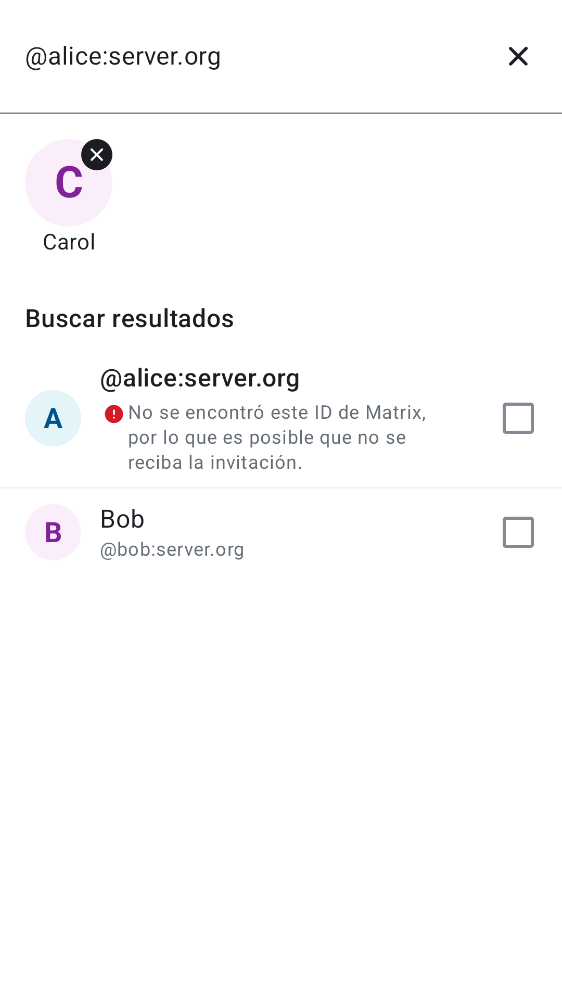 @alice:server.org
C
Carol
Buscar resultados
@alice:server.org
A
No se encontró este ID de Matrix,
por lo que es posible que no se
reciba la invitación.
B
Bob
@bob:server.org